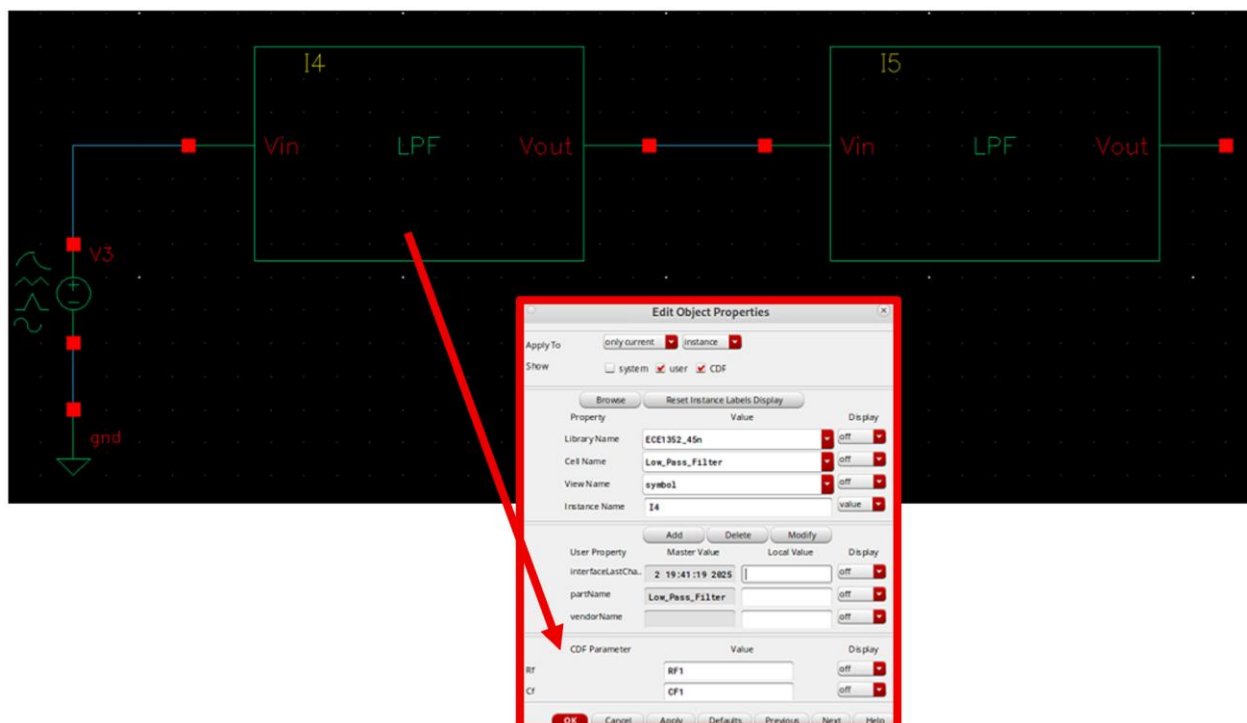 I4
I5
Vin LPF Vout
Vin LPF Vout
V3
gnd
Edit Object Properties
Apply To only current instance
Show system user CDF
Browse Reset Instance Labels Display
Property Value Display
Library Name ECE1352_45n off
Cell Name Low_Pass_Filter off
View Name symbol off
Instance Name I4 value
Add Delete Modify
User Property Master Value Local Value Display
interfaceLastCha.. 2 19:41:19 2025 off
partName Low_Pass_Filter off
vendorName off
CDF Parameter Value Display
Rf RF1 off
Cf CF1 off
OK Cancel Apply Defaults Previous Next Help